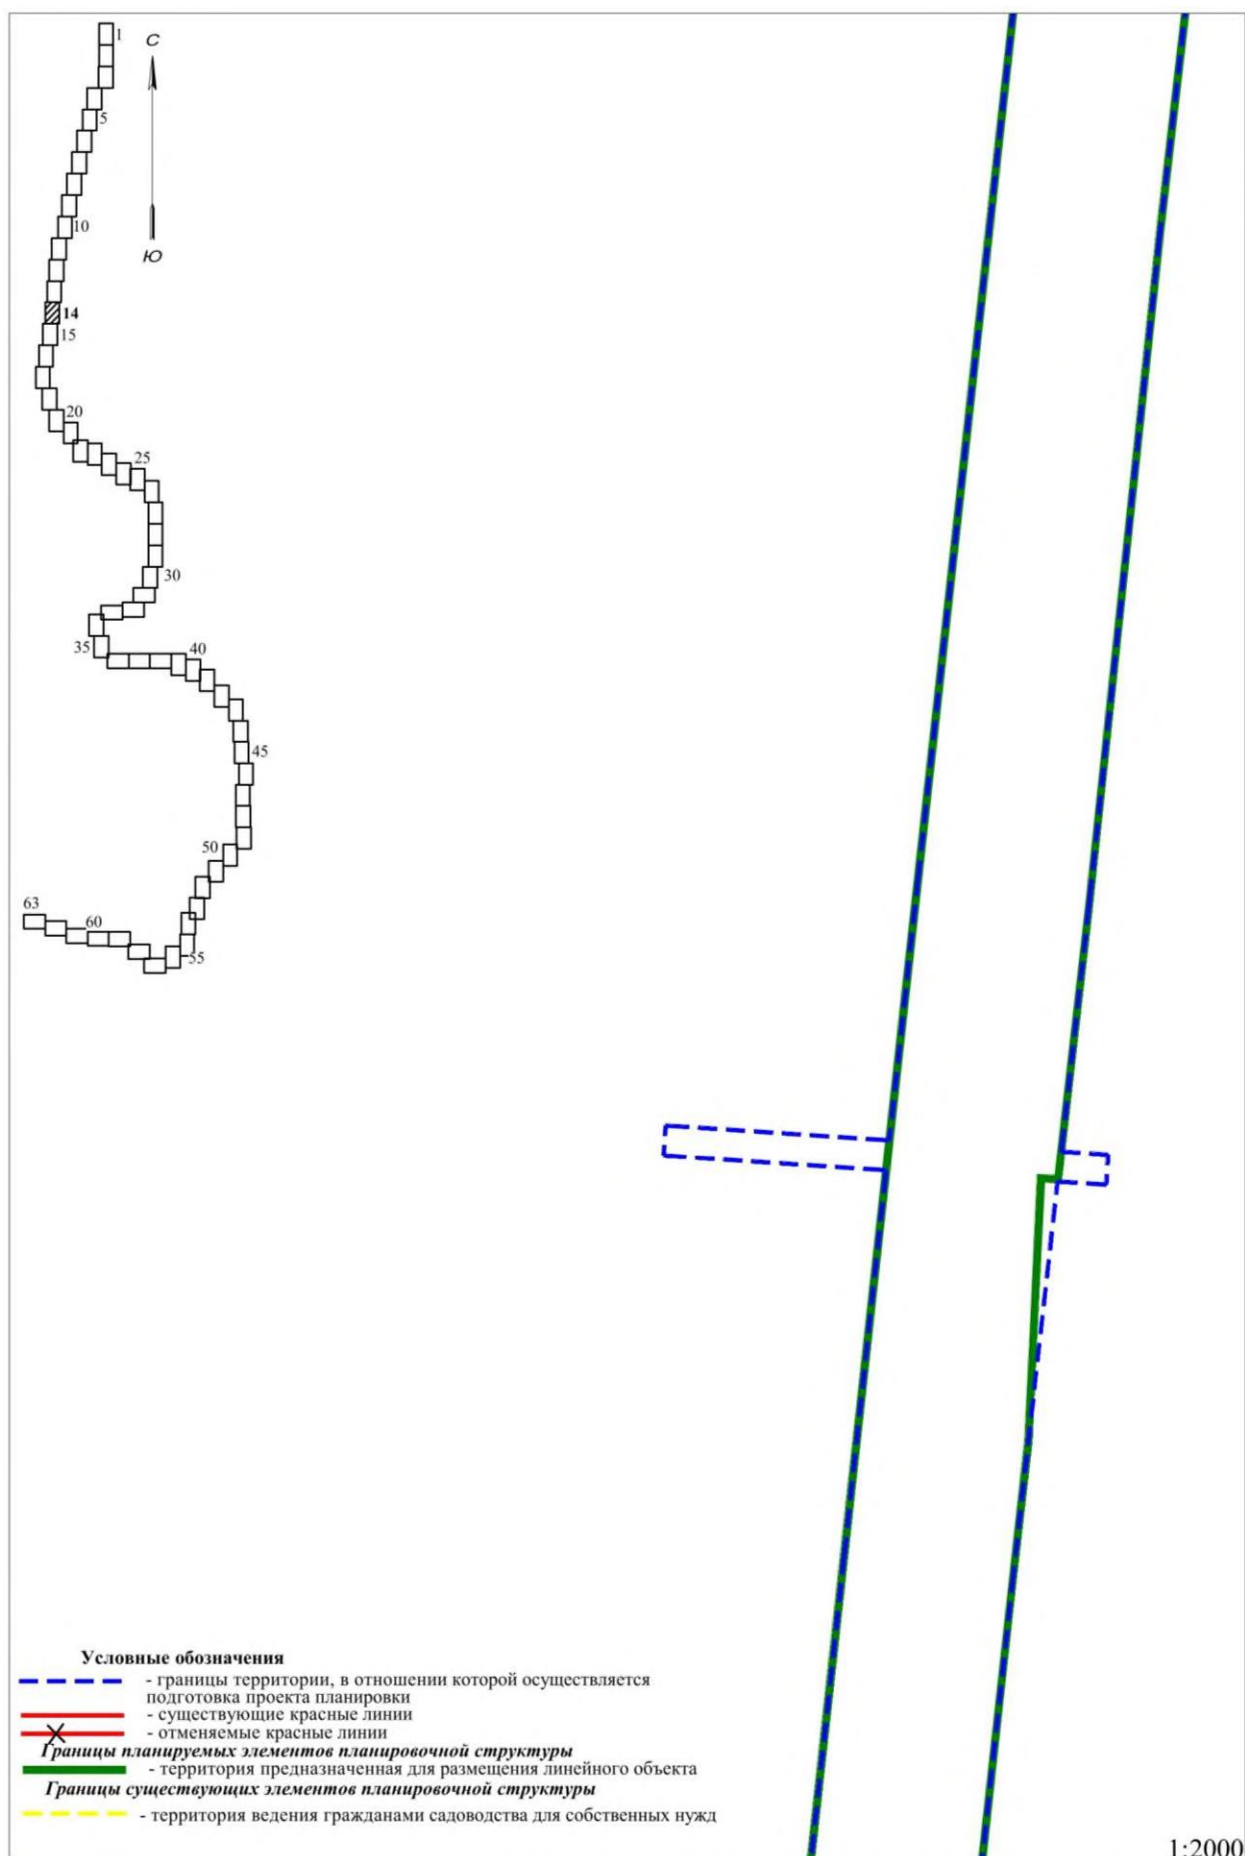 1
С
5
10
Ю
14
15
20
25
30
35
40
45
50
63
60
55
Условные обозначения
- границы территории, в отношении которой осуществляется
подготовка проекта планировки
- существующие красные линии
- отменяемые красные линии
Границы планируемых элементов планировочной структуры
- территория предназначенная для размещения линейного объекта
Границы существующих элементов планировочной структуры
- территория ведения гражданами садоводства для собственных нужд
1:2000